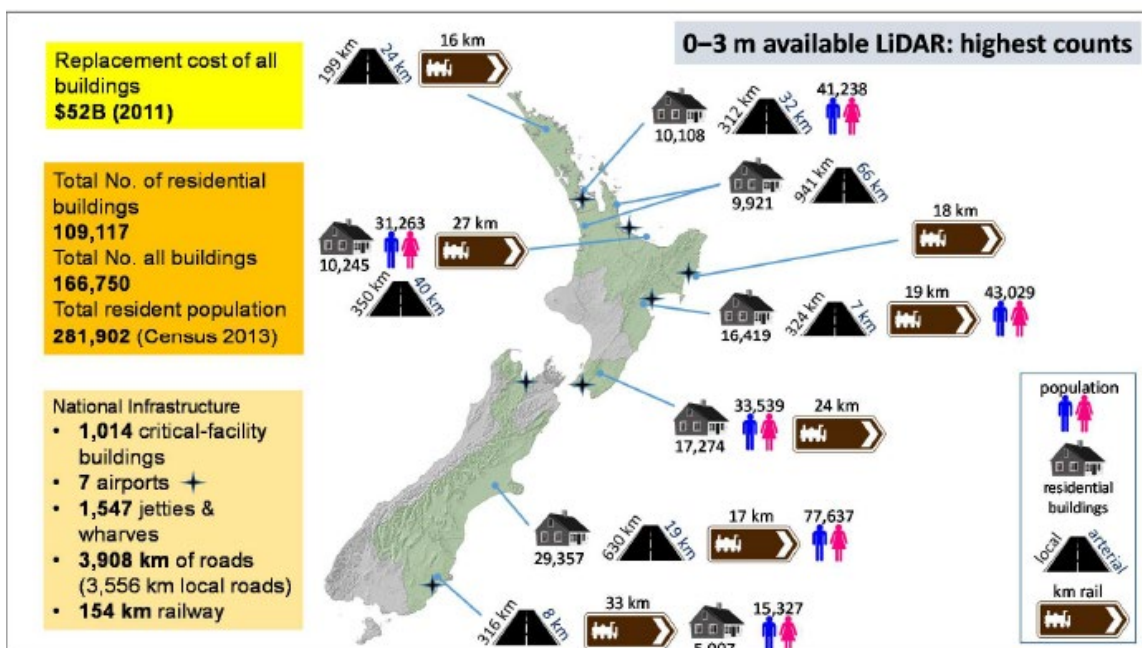 0–3 m available LiDAR: highest counts
Replacement cost of all
buildings
$52B (2011)
Total No. of residential
buildings
109,117
Total No. all buildings
166,750
Total resident population
281,902 (Census 2013)
National Infrastructure
• 1,014 critical-facility
buildings
• 7 airports
• 1,547 jetties &
wharves
• 3,908 km of roads
(3,556 km local roads)
• 154 km railway
199 km
24 km
16 km
10,108
312 km
32 km
41,238
9,921
941 km
66 km
18 km
10,245
31,263
27 km
350 km
40 km
16,419
324 km
7 km
19 km
43,029
17,274
33,539
24 km
29,357
630 km
19 km
17 km
77,637
316 km
8 km
33 km
15,327
population
residential
buildings
local
arterial
km rail